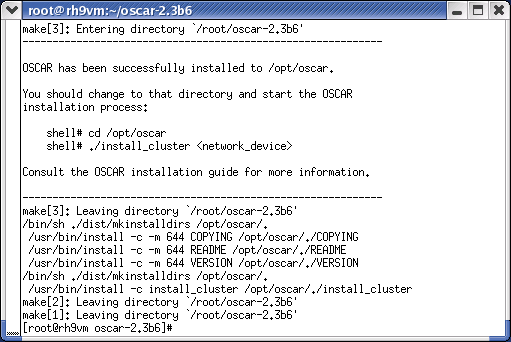 root@rh9vm:~/oscar-2.3b6
make[3]: Entering directory `/root/oscar-2.3b6'
------------------------------------------------------------
OSCAR has been successfully installed to /opt/oscar.
You should change to that directory and start the OSCAR
installation process:
shell# cd /opt/oscar
shell# ./install_cluster <network_device>
Consult the OSCAR installation guide for more information.
------------------------------------------------------------
make[3]: Leaving directory `/root/oscar-2.3b6'
/bin/sh ./dist/mkinstalldirs /opt/oscar/.
/usr/bin/install -c -m 644 COPYING /opt/oscar/./COPYING
/usr/bin/install -c -m 644 README /opt/oscar/./README
/usr/bin/install -c -m 644 VERSION /opt/oscar/./VERSION
/bin/sh ./dist/mkinstalldirs /opt/oscar/.
/usr/bin/install -c install_cluster /opt/oscar/./install_cluster
make[2]: Leaving directory `/root/oscar-2.3b6'
make[1]: Leaving directory `/root/oscar-2.3b6'
[root@rh9vm oscar-2.3b6]#